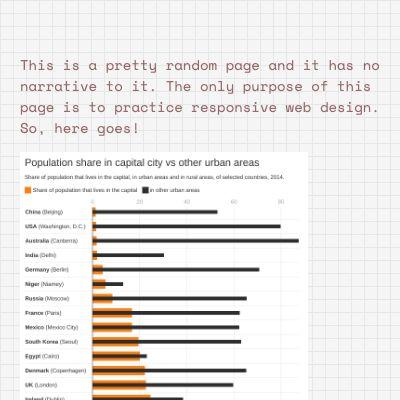 This is a pretty random page and it has no
narrative to it. The only purpose of this
page is to practice responsive web design.
So, here goes!
Population share in capital city vs other urban areas
Share of population that lives in the capital, in urban areas and in rural areas, of selected countries, 2014.
Share of population that lives in the capital in other urban areas
0 20 40 60 80
China (Beijing)
USA (Washington, D.C.)
Australia (Canberra)
India (Delhi)
Germany (Berlin)
Niger (Niamey)
Russia (Moscow)
France (Paris)
Mexico (Mexico City)
South Korea (Seoul)
Egypt (Cairo)
Denmark (Copenhagen)
UK (London)
Ireland (Dublin)